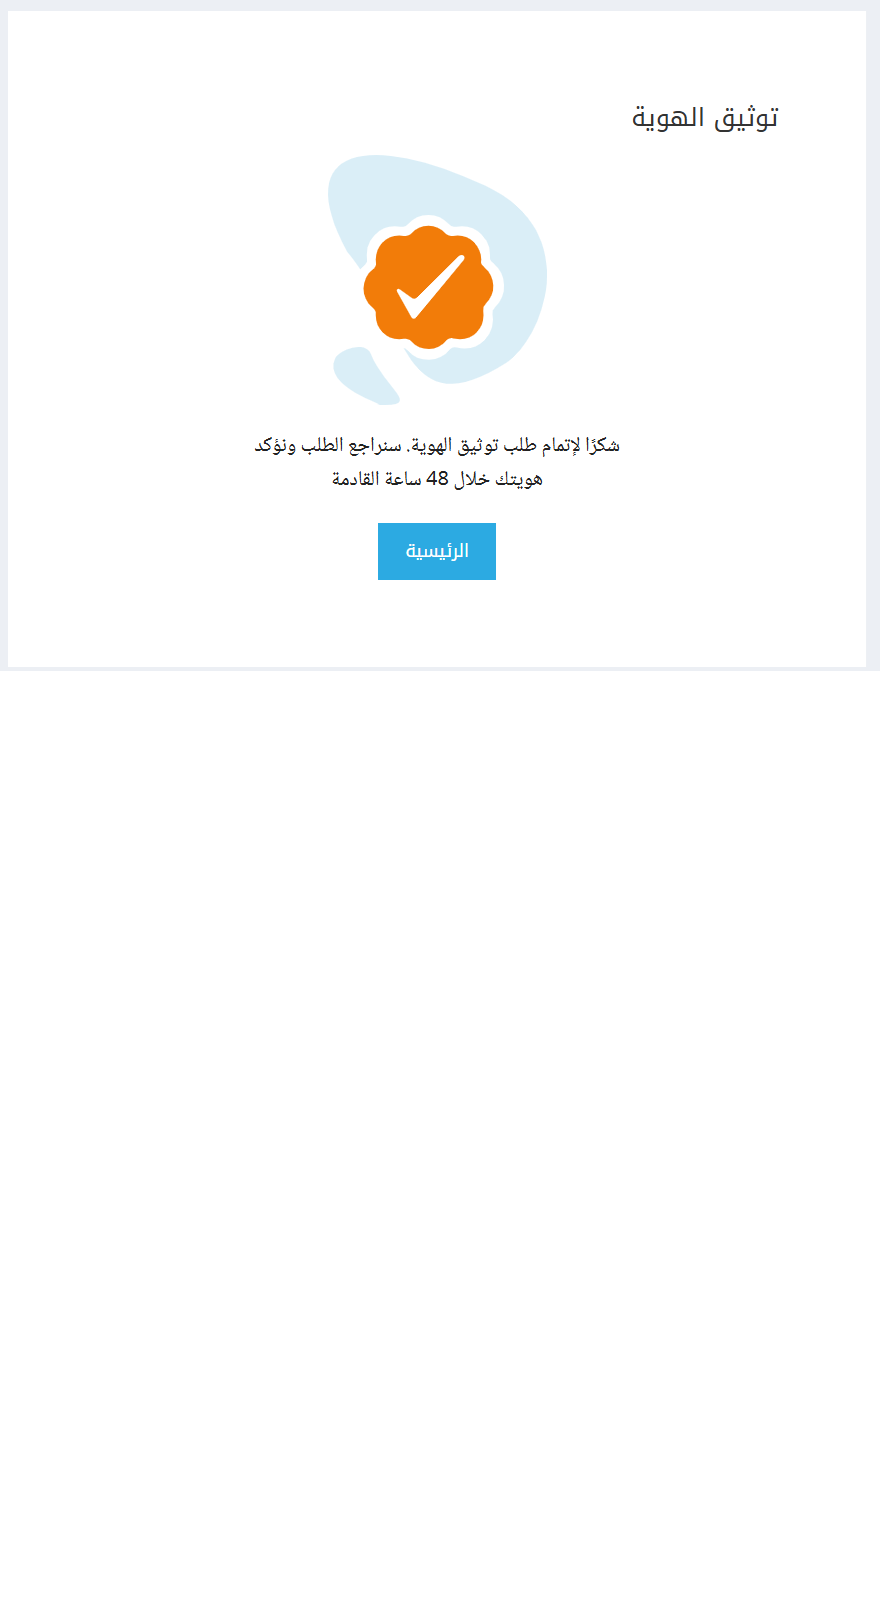 توثيق الهوية
شكرًا لإتمام طلب توثيق الهوية. سنراجع الطلب ونؤكد
هويتك خلال 48 ساعة القادمة
الرئيسية